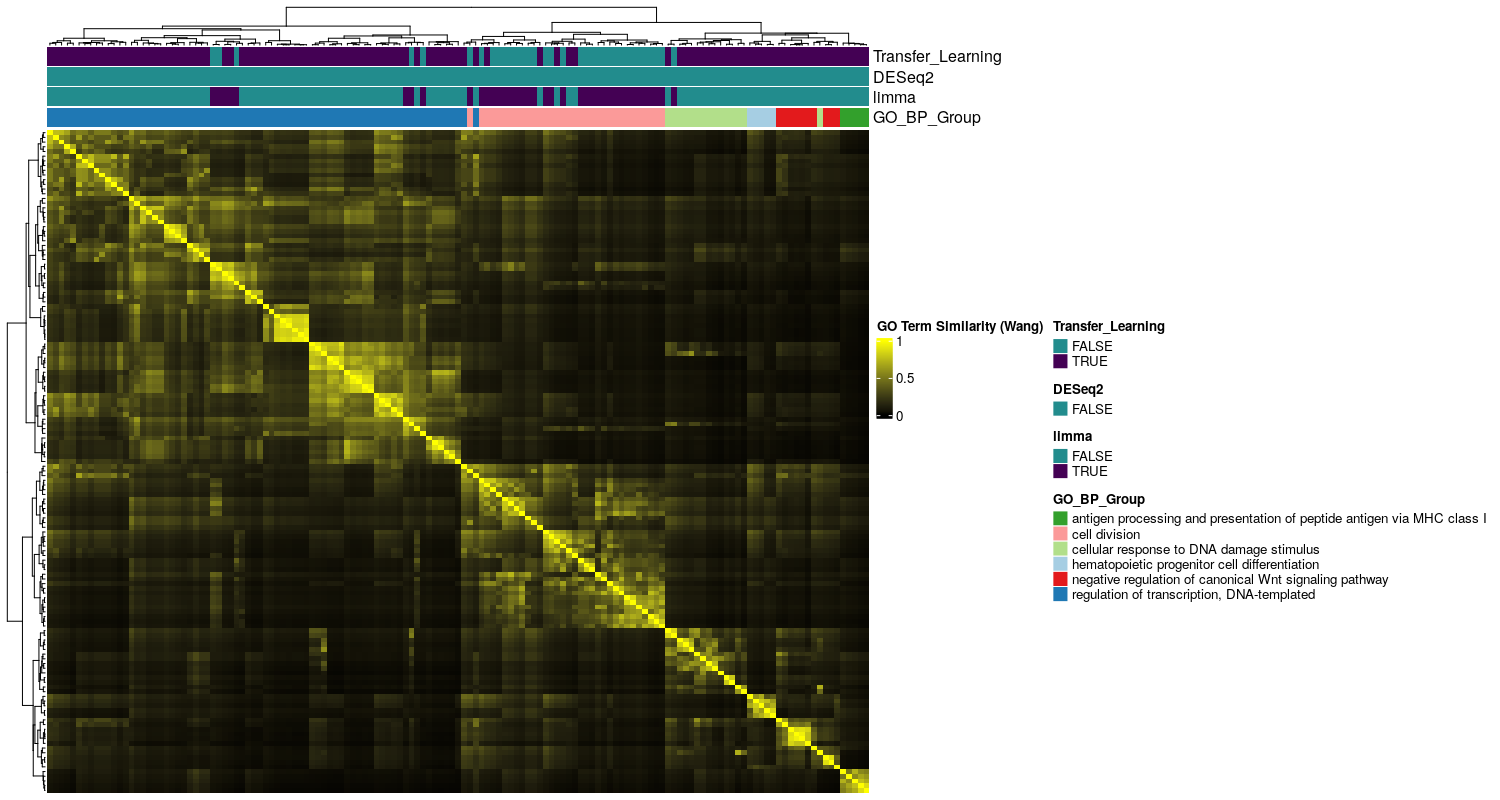 Transfer_Learning
DESeq2
limma
GO_BP_Group
GO Term Similarity (Wang)
1
0.5
0
Transfer_Learning
FALSE
TRUE
DESeq2
FALSE
limma
FALSE
TRUE
GO_BP_Group
antigen processing and presentation of peptide antigen via MHC class I
cell division
cellular response to DNA damage stimulus
hematopoietic progenitor cell differentiation
negative regulation of canonical Wnt signaling pathway
regulation of transcription, DNA-templated